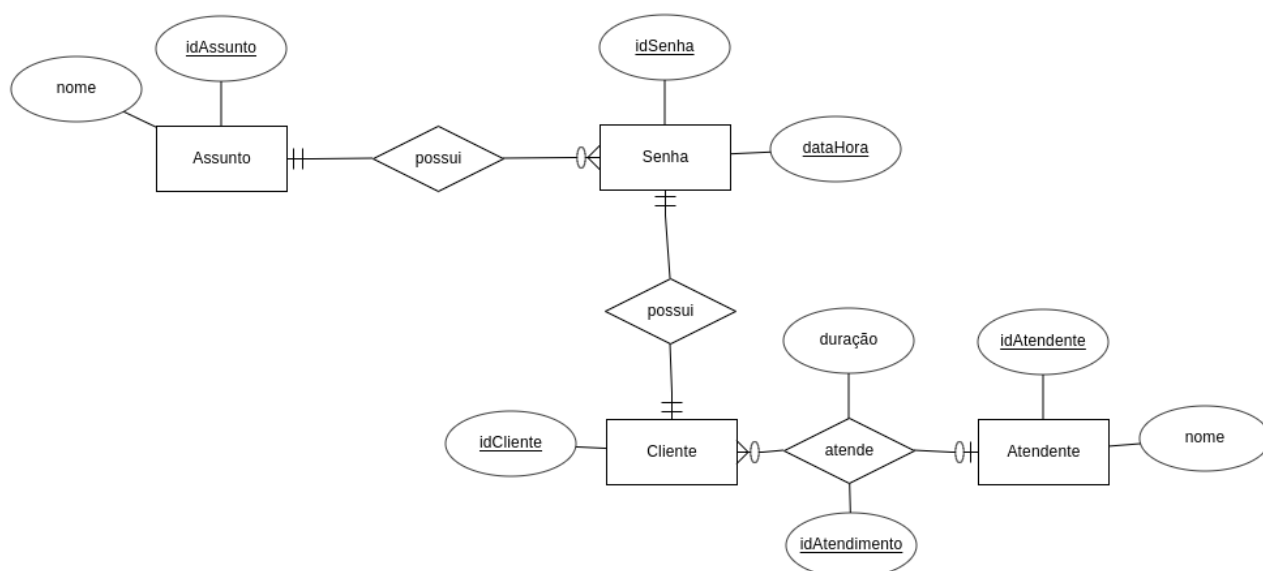 idAssunto
idSenha
nome
dataHora
Assunto
possui
Senha
possui
duração
idAtendente
idCliente
nome
Cliente
atende
Atendente
idAtendimento